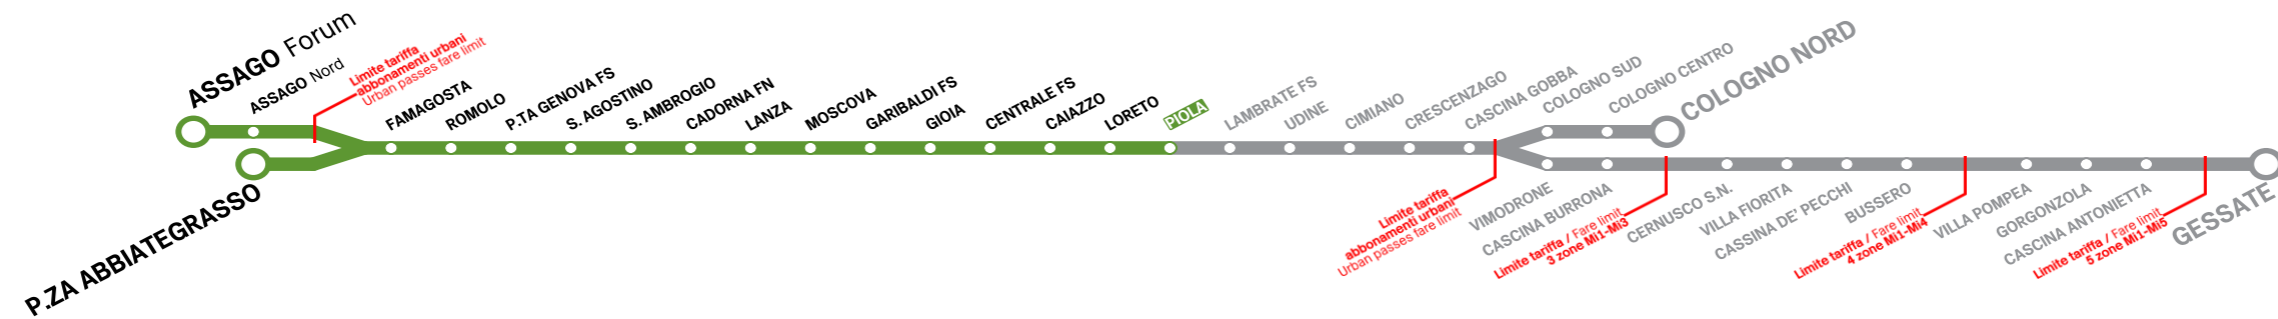 ASSAGO Forum
ASSAGO Nord
Limite tariffa
abbonamenti urbani
Urban passes fare limit
P.ZA ABBIATEGRASSO
FAMAGOSTA
ROMOLO
P.TA GENOVA FS
S. AGOSTINO
S. AMBROGIO
CADORNA FN
LANZA
MOSCOVA
GARIBALDI FS
GIOIA
CENTRALE FS
CAIAZZO
LORETO
PIOLA
LAMBRATE FS
UDINE
CIMIANO
CRESCENZAGO
CASCINA GOBBA
COLOGNO SUD
COLOGNO CENTRO
COLOGNO NORD
Limite tariffa
abbonamenti urbani
Urban passes fare limit
VIMODRONE
CASCINA BURRONA
Limite tariffa / Fare limit
3 zone Mi1-Mi3
CERNUSCO S.N.
VILLA FIORITA
CASSINA DE' PECCHI
BUSSERO
Limite tariffa / Fare limit
4 zone Mi1-Mi4
VILLA POMPEA
GORGONZOLA
CASCINA ANTONIETTA
Limite tariffa / Fare limit
5 zone Mi1-Mi5
GESSATE